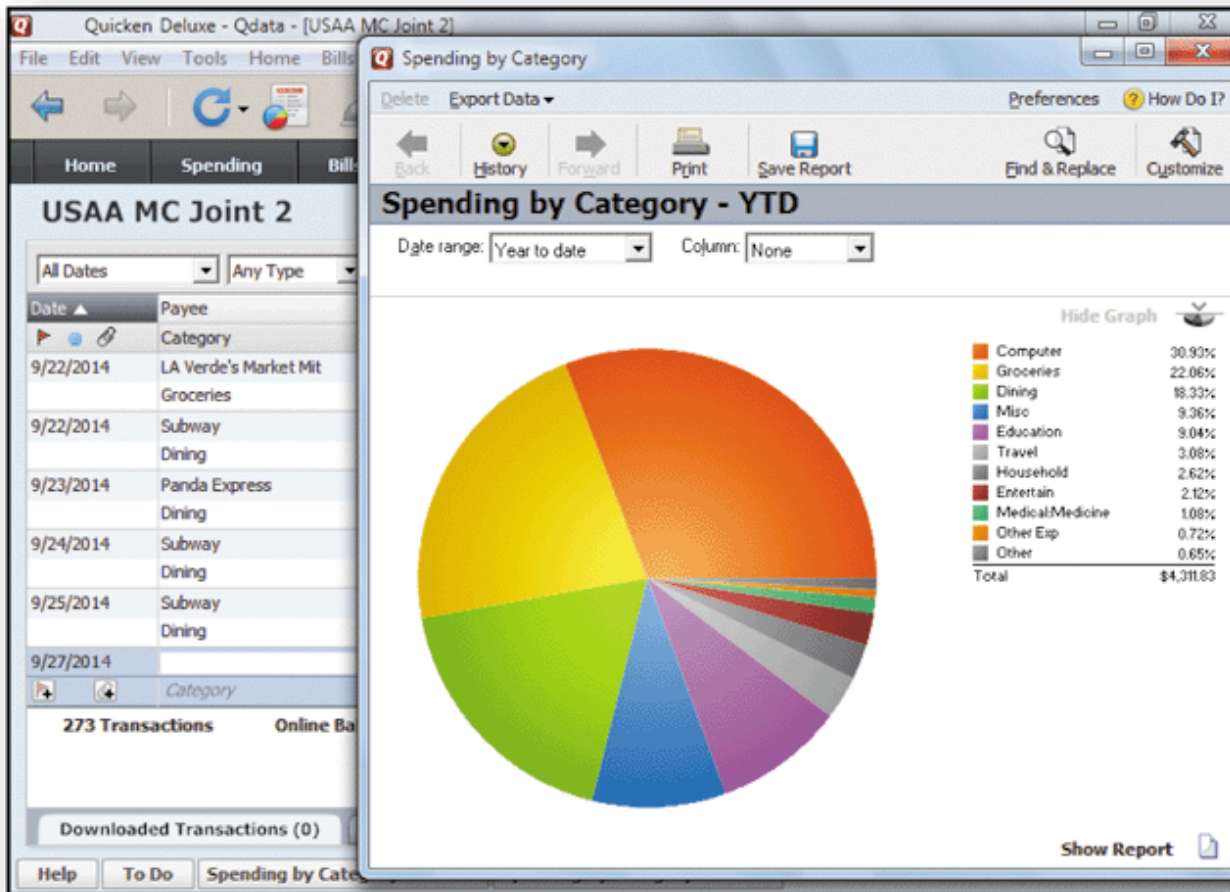 Quicken Deluxe - Qdata - [USAA MC Joint 2]
File Edit View Tools Home Bills
Home Spending Bills
USAA MC Joint 2
All Dates Any Type
Date Payee
Category
9/22/2014 LA Verde's Market Mit
Groceries
9/22/2014 Subway
Dining
9/23/2014 Panda Express
Dining
9/24/2014 Subway
Dining
9/25/2014 Subway
Dining
9/27/2014
Category
273 Transactions Online Ba
Downloaded Transactions (0)
Help To Do Spending by Cate
Spending by Category
Delete Export Data Preferences How Do I?
Back History Forward Print Save Report Find & Replace Customize
Spending by Category - YTD
Date range: Year to date Column: None
Hide Graph
Computer 30.93%
Groceries 22.06%
Dining 18.33%
Misc 9.36%
Education 9.04%
Travel 3.08%
Household 2.62%
Entertain 2.12%
Medical:Medicine 1.08%
Other Exp 0.72%
Other 0.65%
Total $4,311.83
Show Report